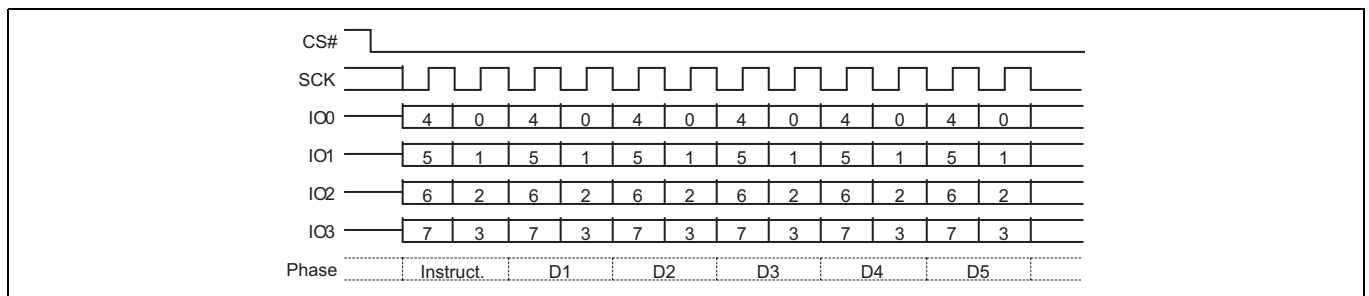 CS#
SCK
IO0 4 0 4 0 4 0 4 0 4 0 4 0
IO1 5 1 5 1 5 1 5 1 5 1 5 1
IO2 6 2 6 2 6 2 6 2 6 2 6 2
IO3 7 3 7 3 7 3 7 3 7 3 7 3
Phase Instruct. D1 D2 D3 D4 D5